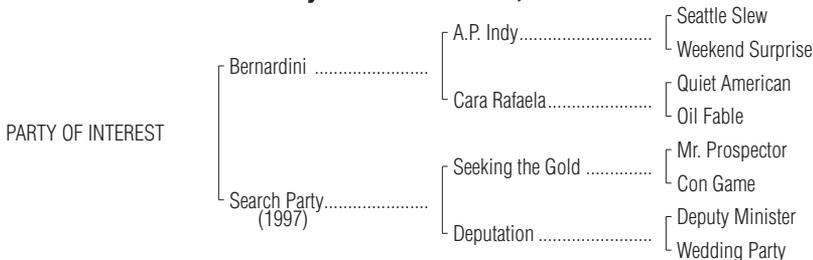 Seattle Slew
A.P. Indy
Weekend Surprise
Bernardini
Quiet American
Cara Rafaela
Oil Fable
PARTY OF INTEREST
Mr. Prospector
Seeking the Gold
Con Game
Search Party
(1997)
Deputy Minister
Deputation
Wedding Party